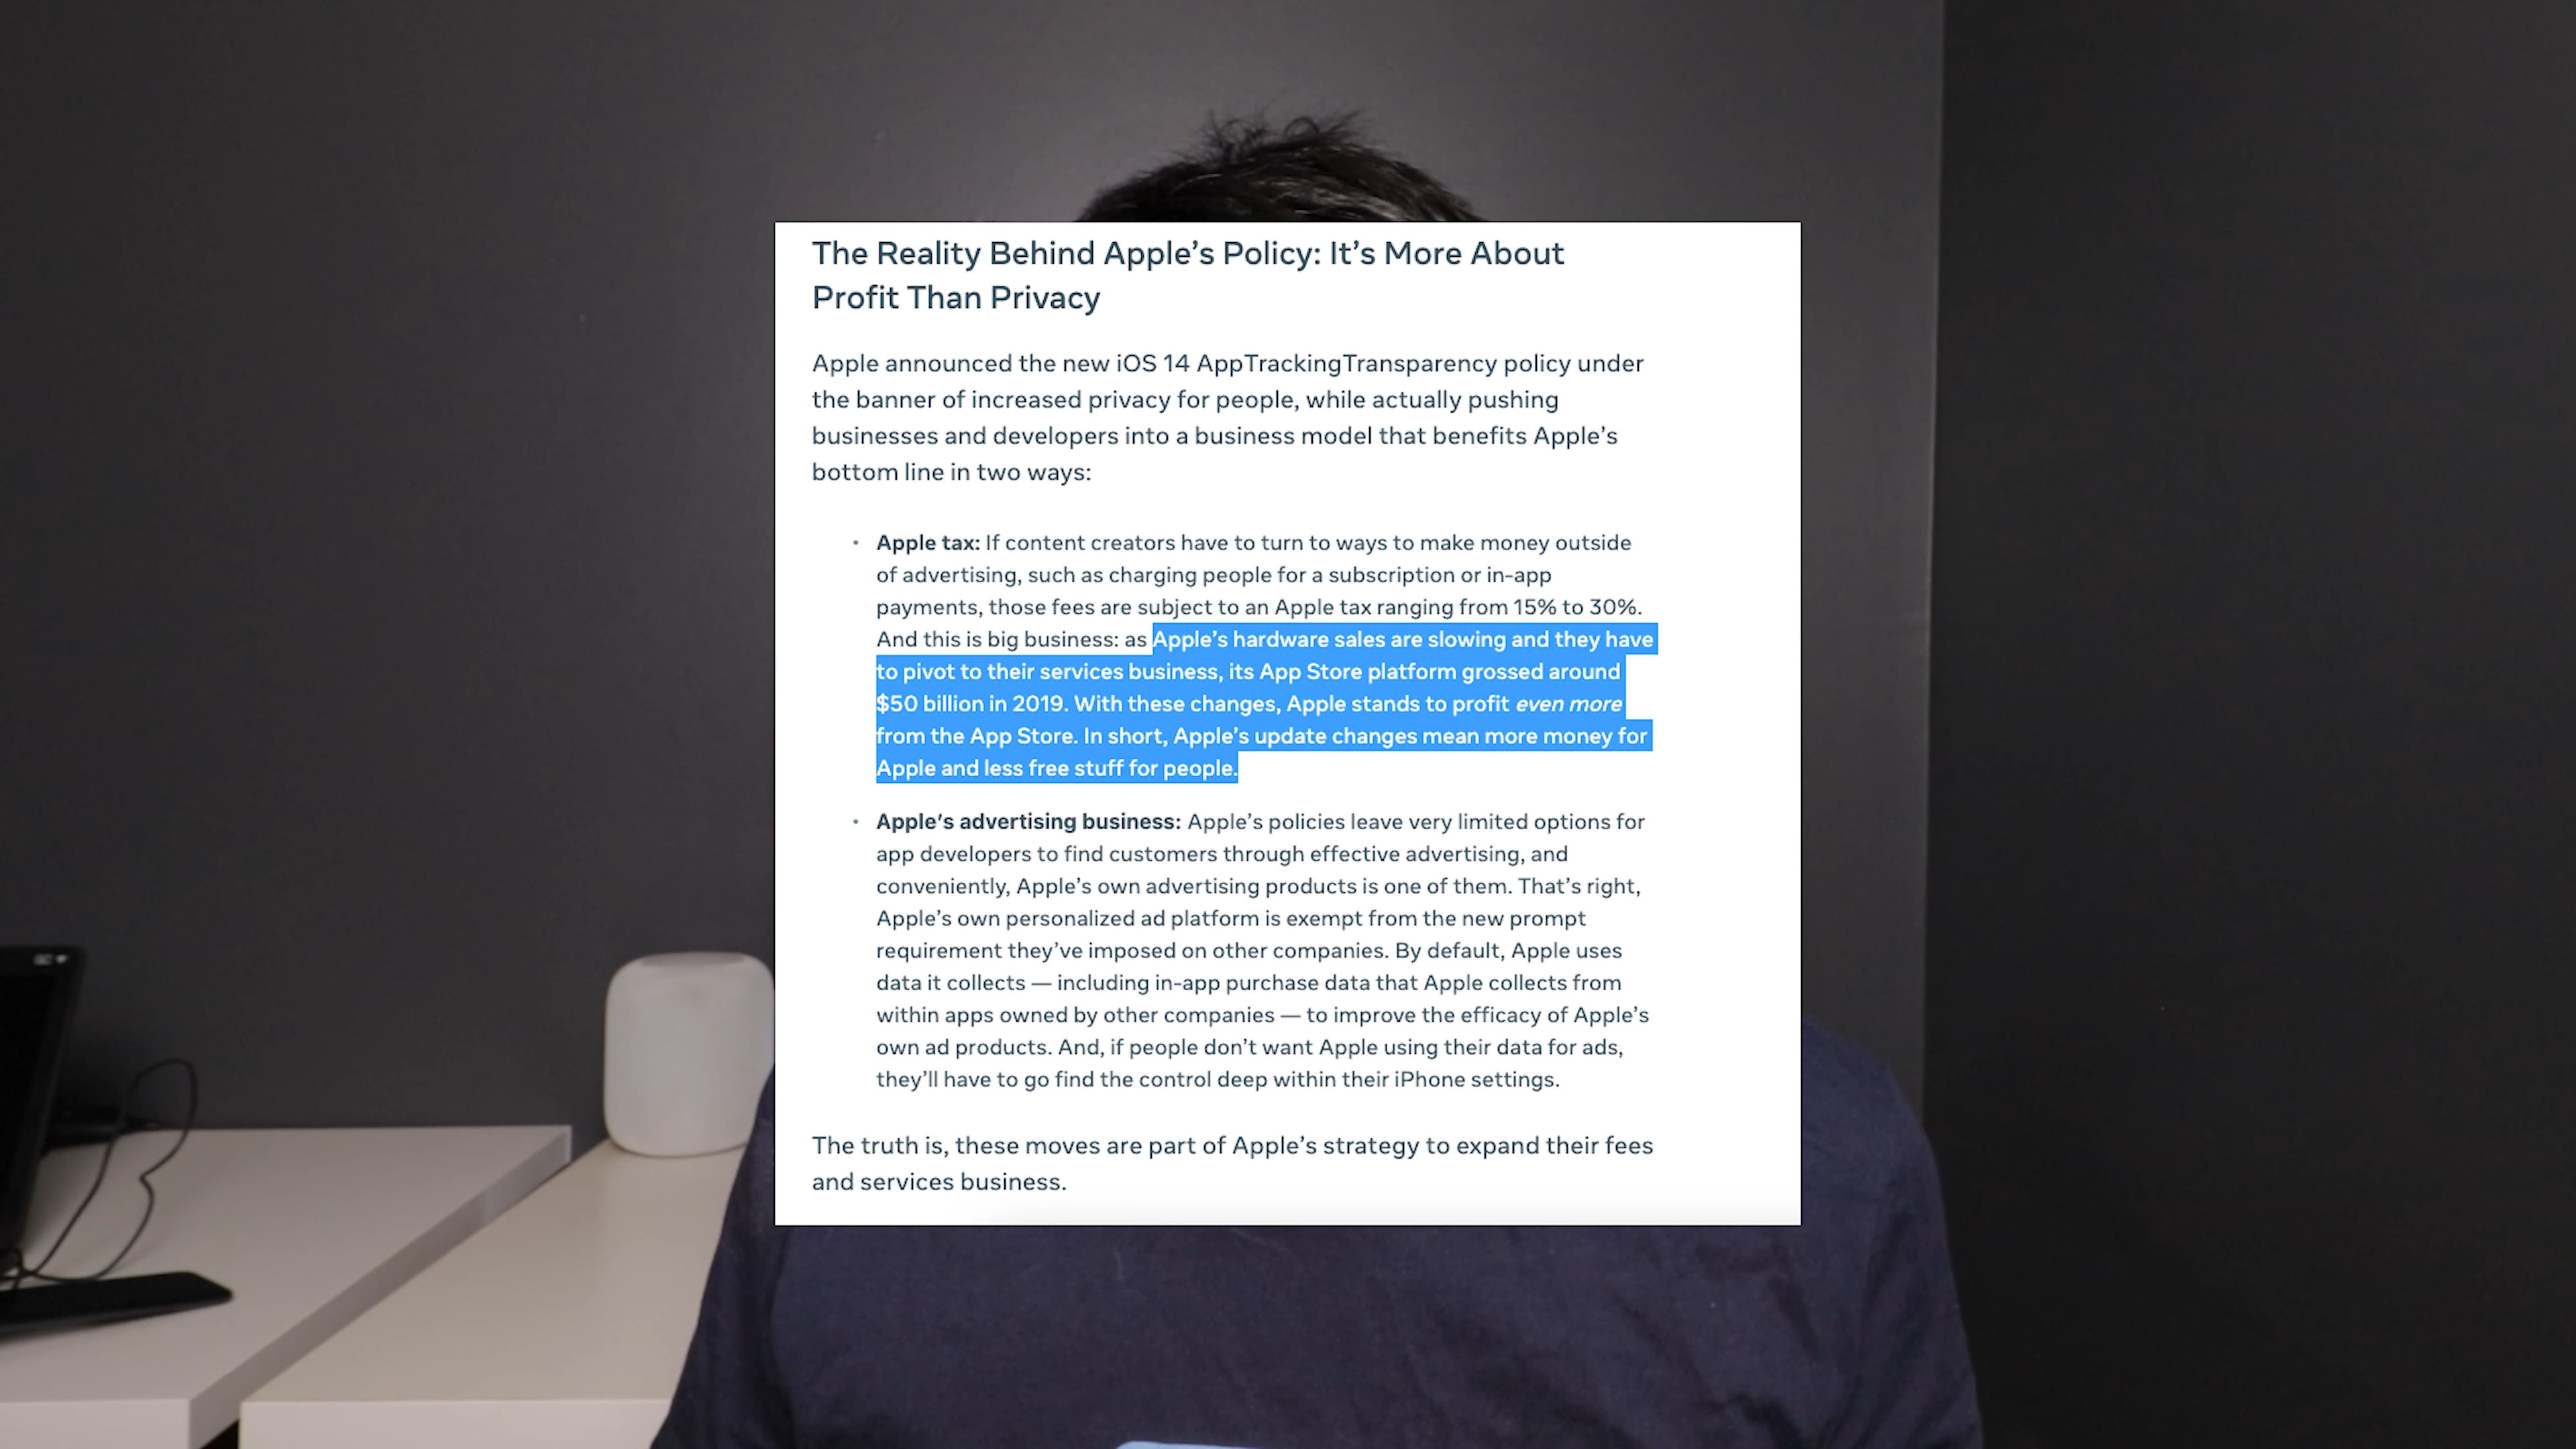 The Reality Behind Apple’s Policy: It’s More About
Profit Than Privacy
Apple announced the new iOS 14 AppTrackingTransparency policy under
the banner of increased privacy for people, while actually pushing
businesses and developers into a business model that benefits Apple’s
bottom line in two ways:
• Apple tax: If content creators have to turn to ways to make money outside
of advertising, such as charging people for a subscription or in-app
payments, those fees are subject to an Apple tax ranging from 15% to 30%.
And this is big business: as Apple’s hardware sales are slowing and they have
to pivot to their services business, its App Store platform grossed around
$50 billion in 2019. With these changes, Apple stands to profit even more
from the App Store. In short, Apple’s update changes mean more money for
Apple and less free stuff for people.
• Apple’s advertising business: Apple’s policies leave very limited options for
app developers to find customers through effective advertising, and
conveniently, Apple’s own advertising products is one of them. That’s right,
Apple’s own personalized ad platform is exempt from the new prompt
requirement they’ve imposed on other companies. By default, Apple uses
data it collects — including in-app purchase data that Apple collects from
within apps owned by other companies — to improve the efficacy of Apple’s
own ad products. And, if people don’t want Apple using their data for ads,
they’ll have to go find the control deep within their iPhone settings.
The truth is, these moves are part of Apple’s strategy to expand their fees
and services business.